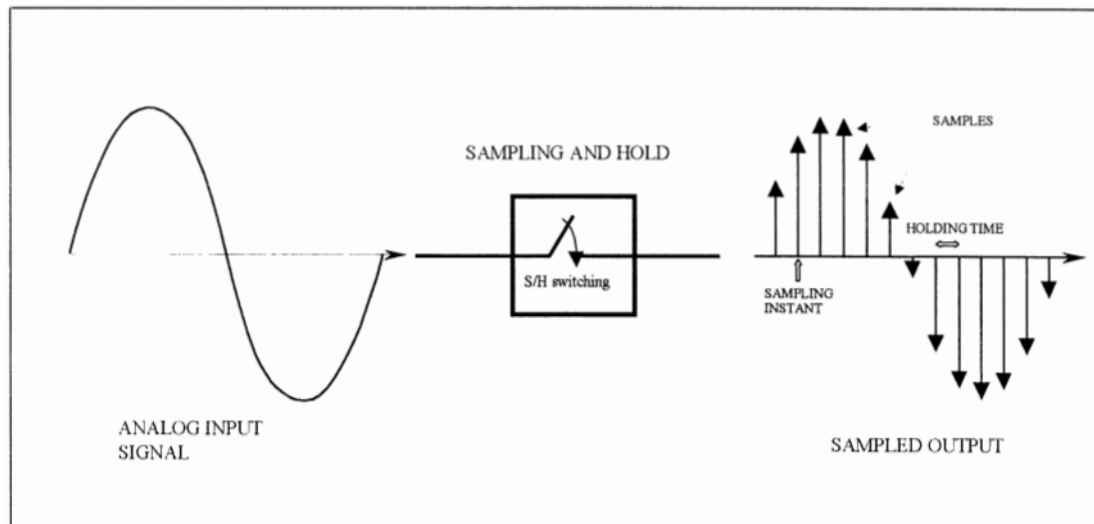 SAMPLES
SAMPLING AND HOLD
HOLDING TIME
S/H switching
SAMPLING
INSTANT
ANALOG INPUT
SIGNAL
SAMPLED OUTPUT